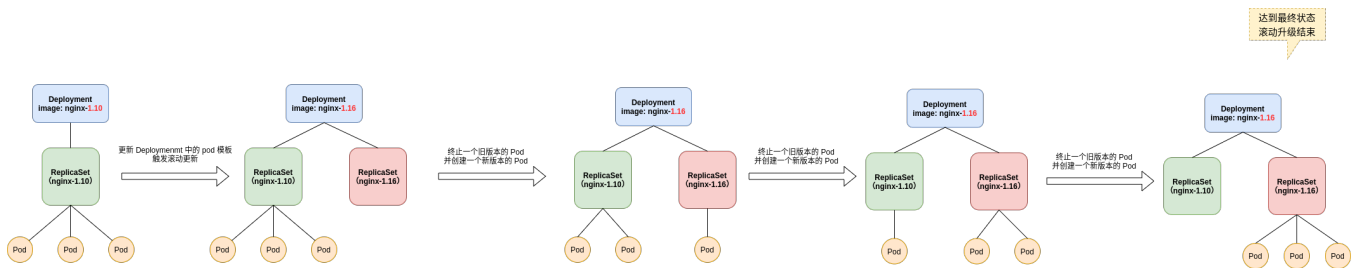 达到最终状态
滚动升级结束
Deployment
image: nginx-1.10
ReplicaSet
（nginx-1.10）
Pod
Pod
Pod
更新 Deploymenmt 中的 pod 模板
触发滚动更新
Deployment
image: nginx-1.16
ReplicaSet
（nginx-1.10）
ReplicaSet
（nginx-1.16）
Pod
Pod
Pod
终止一个旧版本的 Pod
并创建一个新版本的 Pod
Deployment
image: nginx-1.16
ReplicaSet
（nginx-1.10）
ReplicaSet
（nginx-1.16）
Pod
Pod
Pod
终止一个旧版本的 Pod
并创建一个新版本的 Pod
Deployment
image: nginx-1.16
ReplicaSet
（nginx-1.10）
ReplicaSet
（nginx-1.16）
Pod
Pod
Pod
终止一个旧版本的 Pod
并创建一个新版本的 Pod
Deployment
image: nginx-1.16
ReplicaSet
（nginx-1.10）
ReplicaSet
（nginx-1.16）
Pod
Pod
Pod